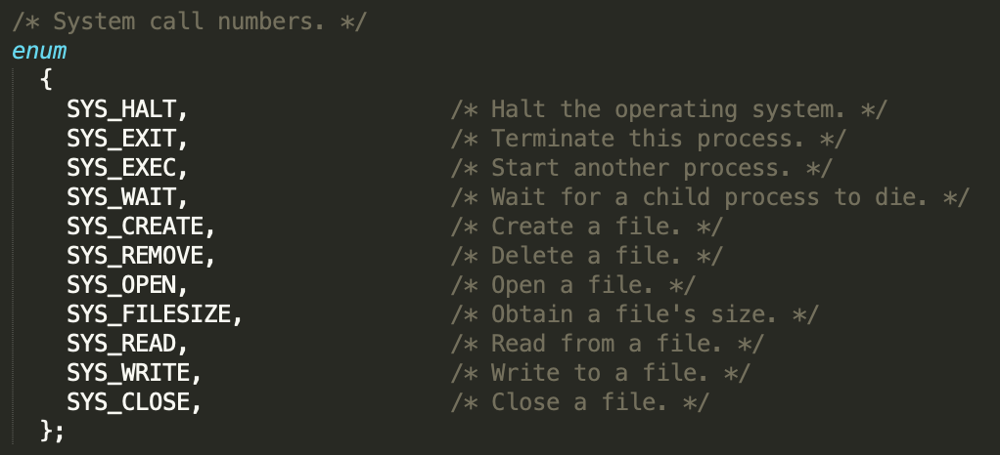 /* System call numbers. */
enum
{
SYS_HALT, /* Halt the operating system. */
SYS_EXIT, /* Terminate this process. */
SYS_EXEC, /* Start another process. */
SYS_WAIT, /* Wait for a child process to die. */
SYS_CREATE, /* Create a file. */
SYS_REMOVE, /* Delete a file. */
SYS_OPEN, /* Open a file. */
SYS_FILESIZE, /* Obtain a file's size. */
SYS_READ, /* Read from a file. */
SYS_WRITE, /* Write to a file. */
SYS_CLOSE, /* Close a file. */
};